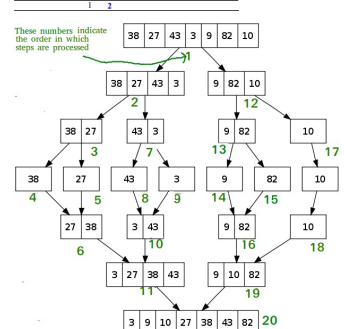 1 2
These numbers indicate
the order in which
steps are processed
38 27 43 3 9 82 10
1
38 27 43 3 9 82 10
2 12
38 27 43 3 9 82 10
3 7 13 17
38 27 43 3 9 82 10
4 5 8 9 14 15
27 38 3 43 9 82 10
6 10 16 18
3 27 38 43 9 10 82
11 19
3 9 10 27 38 43 82 20